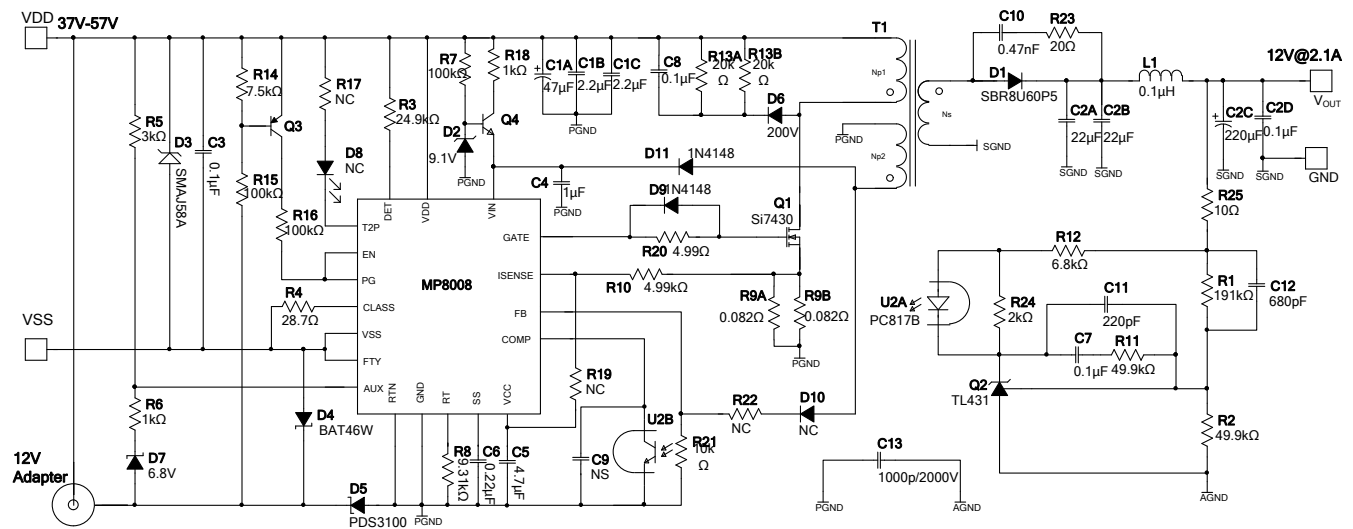 VDD
37V-57V
R14
7.5kΩ
R17
NC
R5
3kΩ
D3
SMAJ58A
C3
0.1µF
Q3
D8
NC
R15
100kΩ
R16
100kΩ
R3
24.9kΩ
R7
100kΩ
R18
1kΩ
D2
9.1V
Q4
PGND
C1A
47µF
C1B
2.2µF
C1C
2.2µF
PGND
C8
0.1µF
R13A
20k
Ω
R13B
20k
Ω
D6
200V
T1
Np1
Np2
Ns
PGND
SGND
C10
0.47nF
R23
20Ω
D1
SBR8U60P5
L1
0.1µH
12V@2.1A
VOUT
C2A
22µF
SGND
C2B
22µF
SGND
C2C
220µF
SGND
C2D
0.1µF
SGND
GND
D11
1N4148
C4
1µF
PGND
D9
1N4148
R20
4.99Ω
Q1
Si7430
R10
4.99kΩ
R9A
0.082Ω
R9B
0.082Ω
PGND
MP8008
DET
VDD
VIN
T2P
EN
PG
CLASS
VSS
FTY
AUX
RTN
GND
RT
SS
VCC
GATE
ISENSE
FB
COMP
R4
28.7Ω
VSS
R6
1kΩ
D7
6.8V
D4
BAT46W
12V
Adapter
D5
PDS3100
PGND
R8
9.31kΩ
C6
0.22µF
C5
4.7µF
R19
NC
C9
NS
U2B
R21
10k
Ω
R22
NC
D10
NC
C13
1000p/2000V
PGND
AGND
R25
10Ω
R12
6.8kΩ
U2A
PC817B
R24
2kΩ
C11
220pF
C7
0.1µF
R11
49.9kΩ
R1
191kΩ
C12
680pF
Q2
TL431
R2
49.9kΩ
AGND